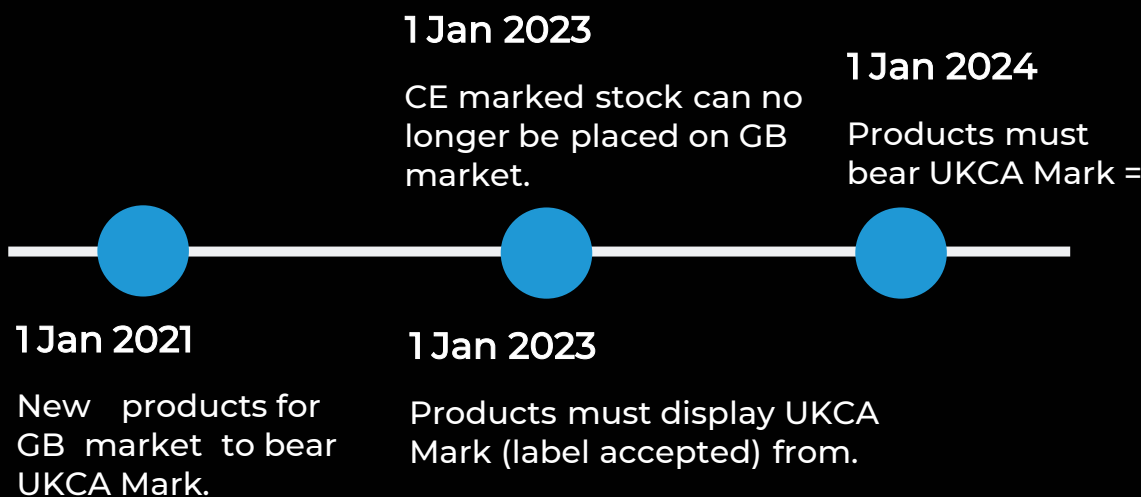 1 Jan 2023
CE marked stock can no
longer be placed on GB
market.
1 Jan 2024
Products must
bear UKCA Mark =
1 Jan 2021
New products for
GB market to bear
UKCA Mark.
1 Jan 2023
Products must display UKCA
Mark (label accepted) from.